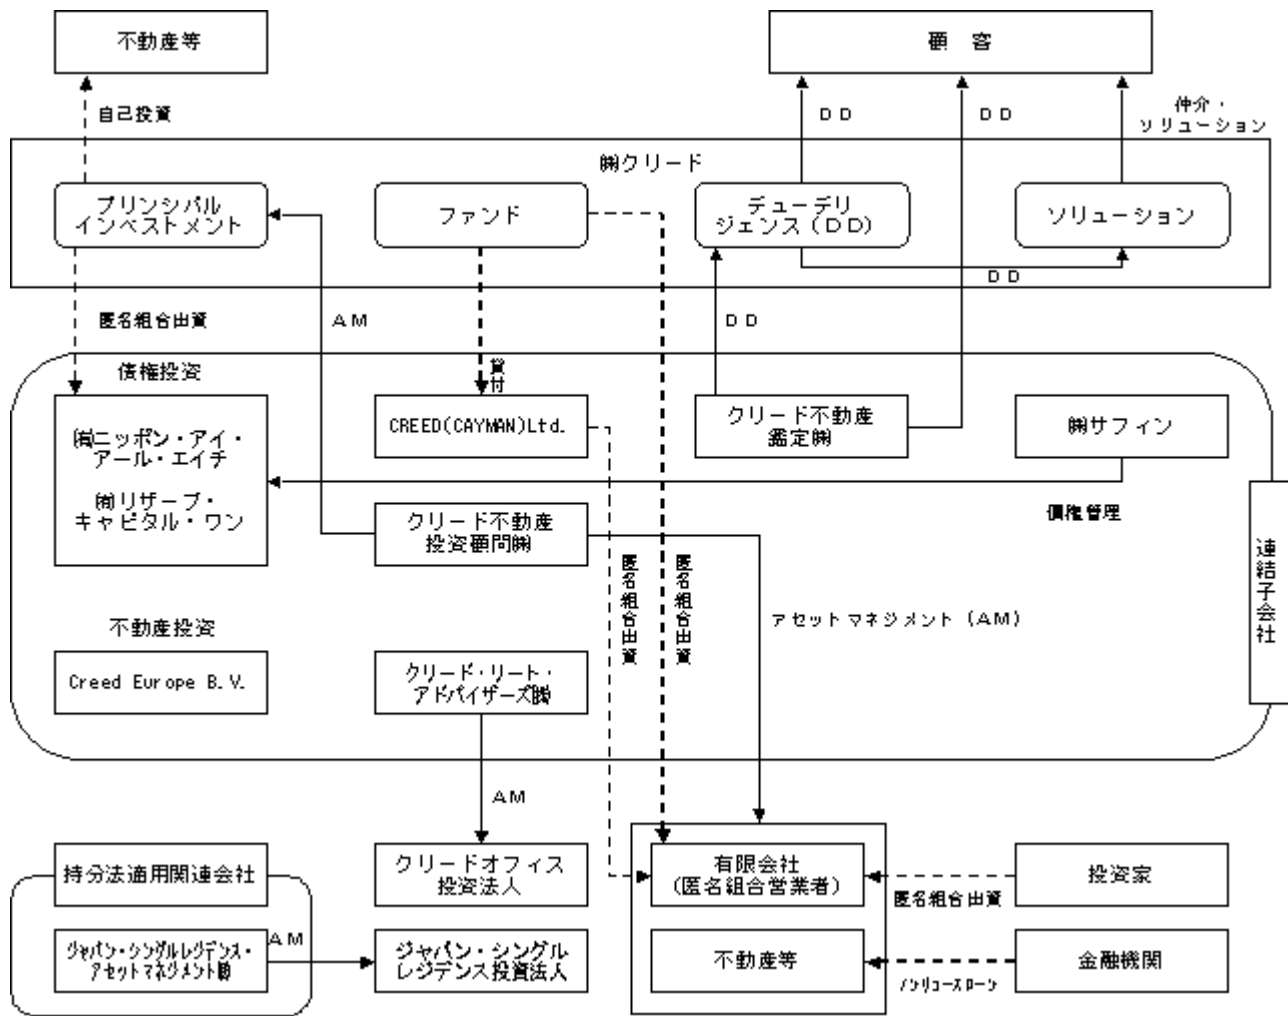 不動産等
顧 客
自己投資
ＤＤ
ＤＤ
仲介・
ソリューション
㈱クリード
プリンシパル
インベストメント
ファンド
デューデリ
ジェンス（ＤＤ）
ソリューション
ＤＤ
匿名組合出資
ＡＭ
ＤＤ
貸付
債権投資
㈲ニッポン・アイ・
アール・エイチ
㈲リザーブ・
キャピタル・ワン
CREED(CAYMAN)Ltd.
クリード不動産
鑑定㈱
㈱サフィン
債権管理
クリード不動産
投資顧問㈱
連結子会社
匿名組合出資
匿名組合出資
アセットマネジメント（ＡＭ）
不動産投資
Creed Europe B.V.
クリード・リート・
アドバイザーズ㈱
ＡＭ
持分法適用関連会社
クリードオフィス
投資法人
有限会社
（匿名組合営業者）
投資家
匿名組合出資
ジャパン・シングルレジデンス・
アセットマネジメント㈱
ＡＭ
ジャパン・シングル
レジデンス投資法人
不動産等
ノンリコースローン
金融機関